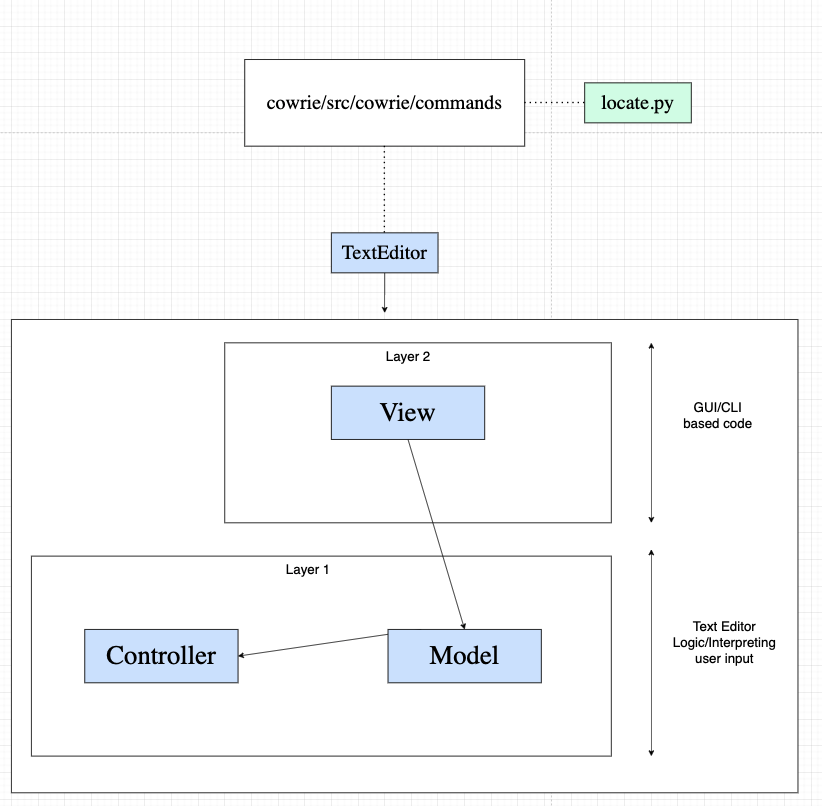 cowrie/src/cowrie/commands
locate.py
TextEditor
Layer 2
View
GUI/CLI
based code
Layer 1
Controller
Model
Text Editor
Logic/Interpreting
user input